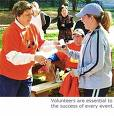 Volunteers are essential to
the success of every event.